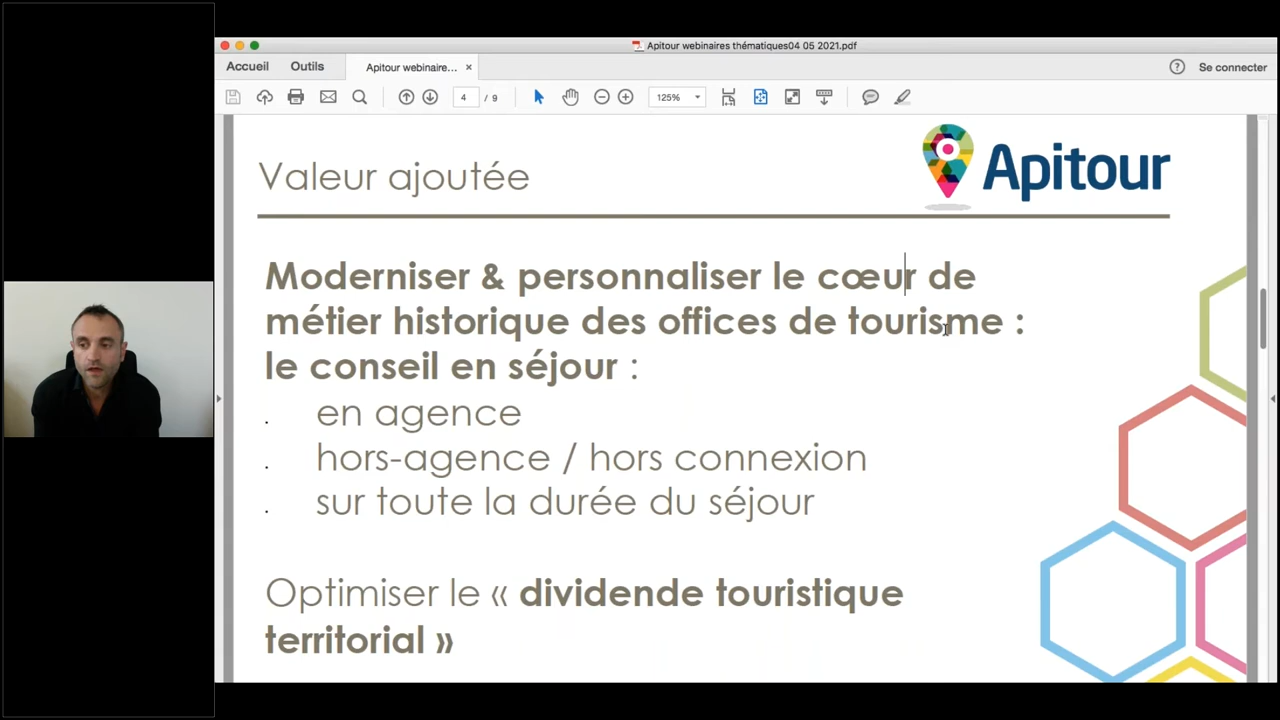 Apitour webinaires thématiques04 05 2021.pdf
Accueil Outils Apitour webinaire... × ? Se connecter
4 / 9 125%
Valeur ajoutée
Apitour
Moderniser & personnaliser le cœur de
métier historique des offices de tourisme :
le conseil en séjour :
. en agence
. hors-agence / hors connexion
. sur toute la durée du séjour
Optimiser le « dividende touristique
territorial »